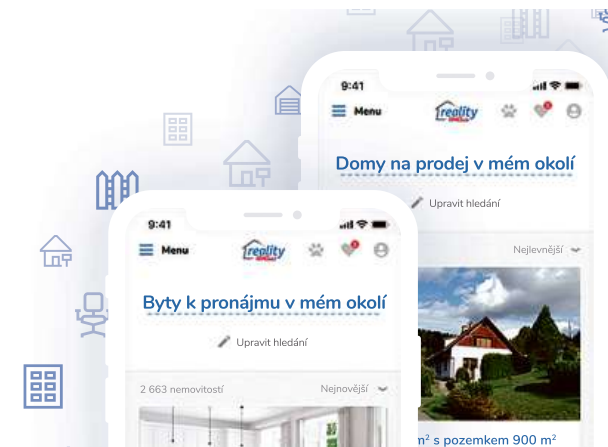 9:41
Menu
reality
Domy na prodej v mém okolí
Upravit hledání
Nejlevnější
m² s pozemkem 900 m²
9:41
Menu
reality
Byty k pronájmu v mém okolí
Upravit hledání
2 663 nemovitostí
Nejnovější